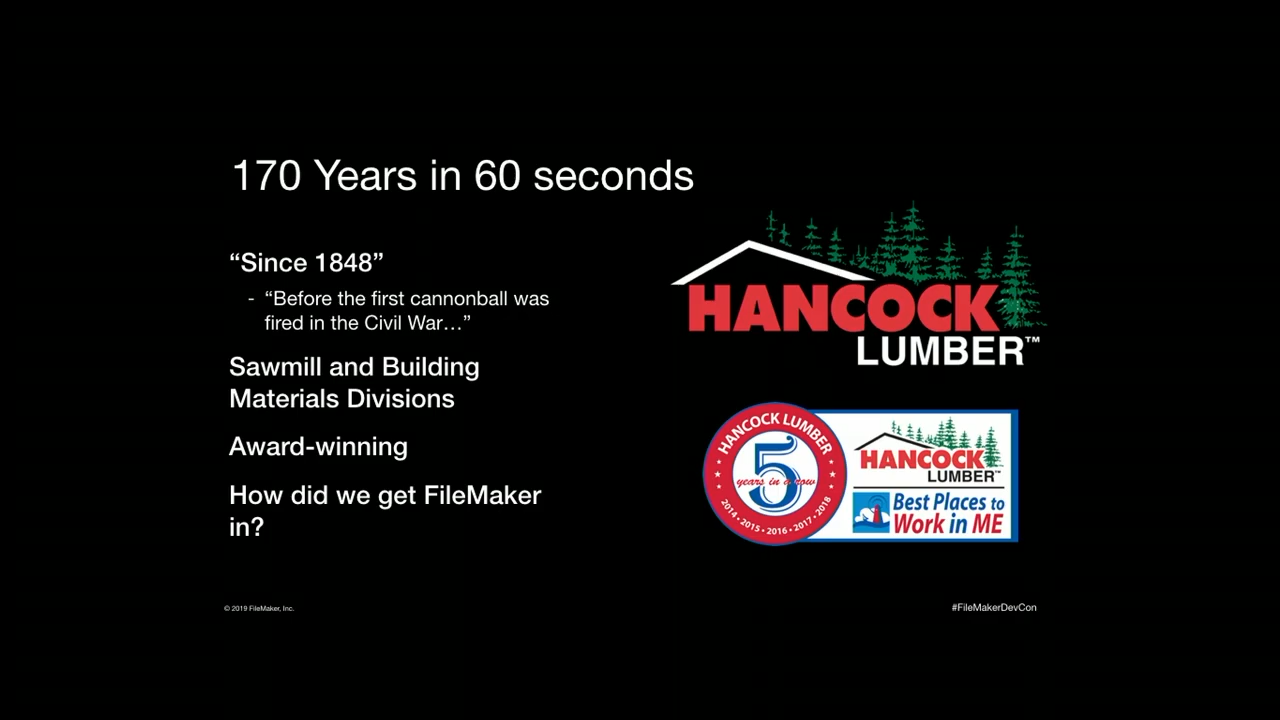 170 Years in 60 seconds
“Since 1848”
- “Before the first cannonball was
fired in the Civil War…”
Sawmill and Building
Materials Divisions
Award-winning
How did we get FileMaker
in?
HANCOCK
LUMBER™
HANCOCK LUMBER
5
years in a row
2014 • 2015 • 2016 • 2017 • 2018
HANCOCK
LUMBER™
Best Places to
Work in ME
© 2019 FileMaker, Inc.
#FileMakerDevCon